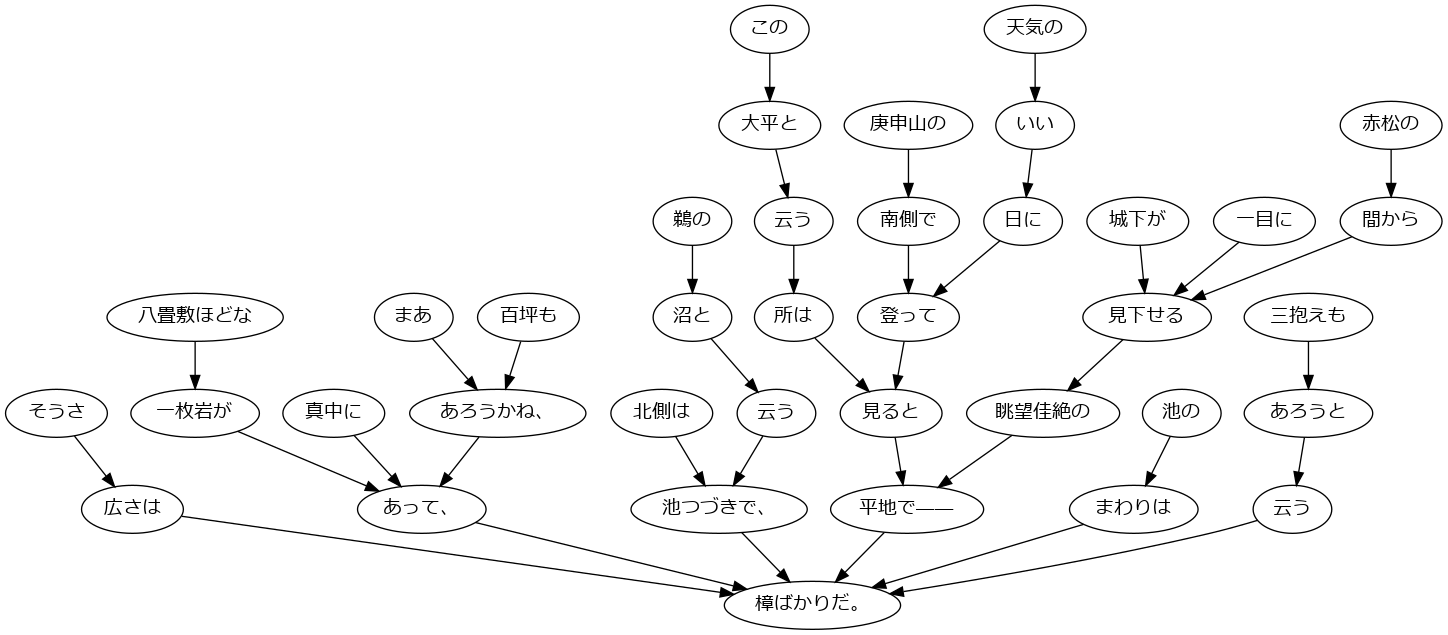 この
天気の
大平と
庚申山の
いい
赤松の
鵜の
云う
南側で
日に
城下が
一目に
間から
八畳敷ほどな
まあ
百坪も
沼と
所は
登って
見下せる
三抱えも
そうさ
一枚岩が
真中に
あろうかね、
北側は
云う
見ると
眺望佳絶の
池の
あろうと
広さは
あって、
池つづきで、
平地で――
まわりは
云う
樟ばかりだ。